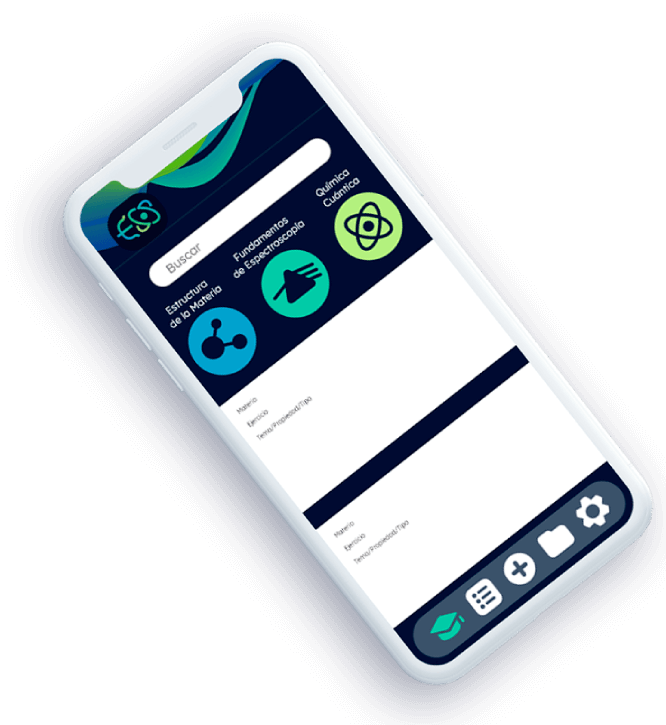 Buscar
Estructura
de la Materia
Fundamentos
de Espectroscopía
Química
Cuántica
Materia
Ejercicio
Tema/Propiedad/Tipo
Materia
Ejercicio
Tema/Propiedad/Tipo